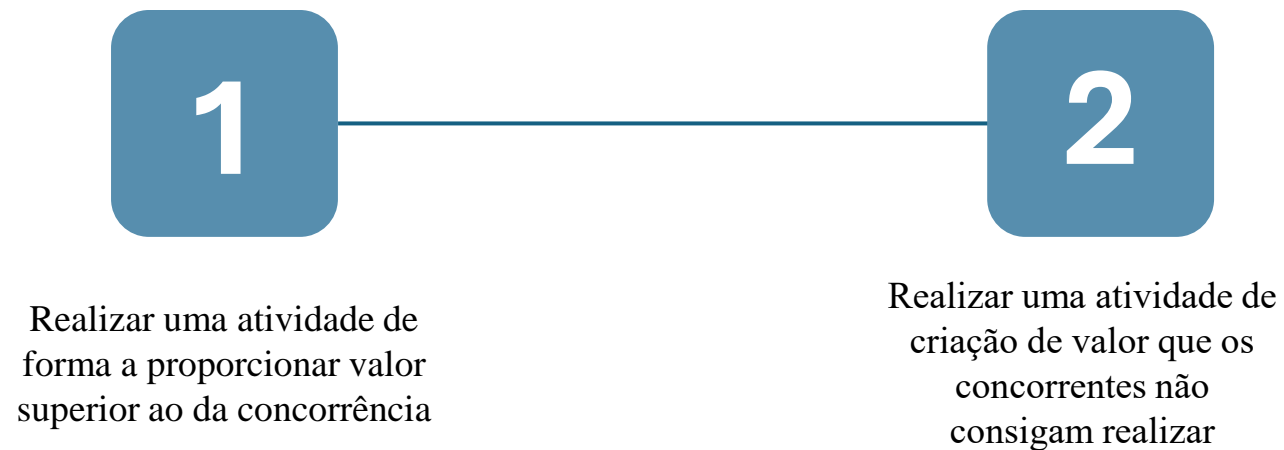 1
Realizar uma atividade de
forma a proporcionar valor
superior ao da concorrência
2
Realizar uma atividade de
criação de valor que os
concorrentes não
consigam realizar